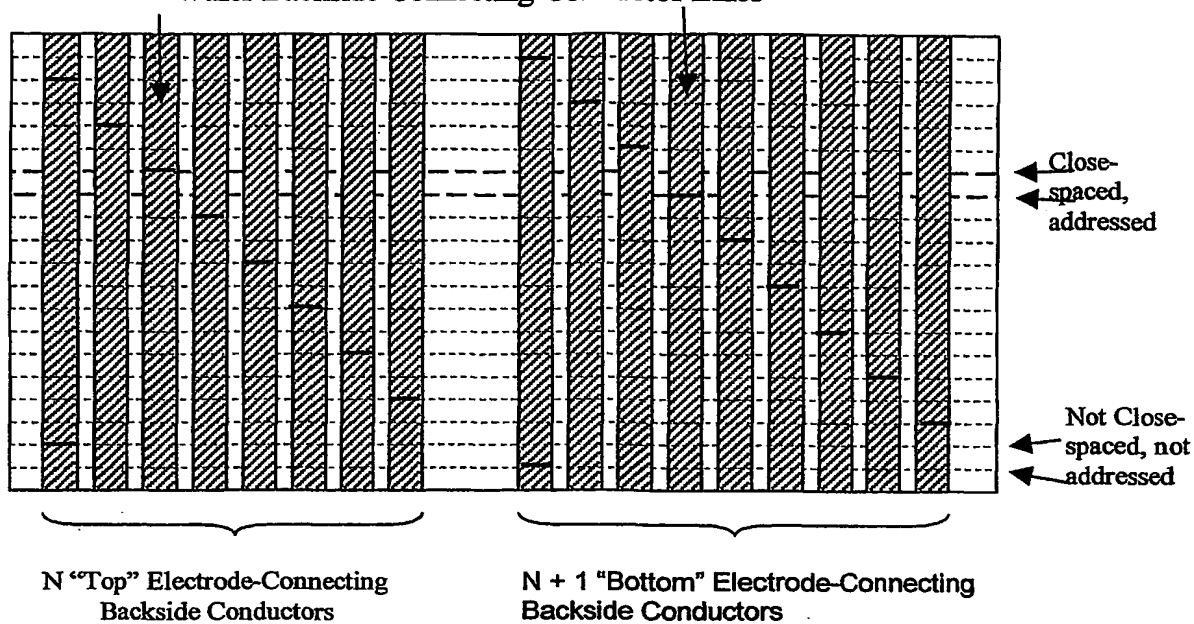 Close-
spaced,
addressed
Not Close-
spaced, not
addressed
N “Top” Electrode-Connecting
Backside Conductors
N + 1 “Bottom” Electrode-Connecting
Backside Conductors